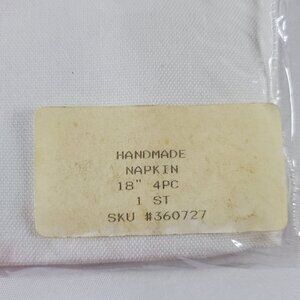 HANDMADE
NAPKIN
18" 4PC
1 ST
SKU #360727